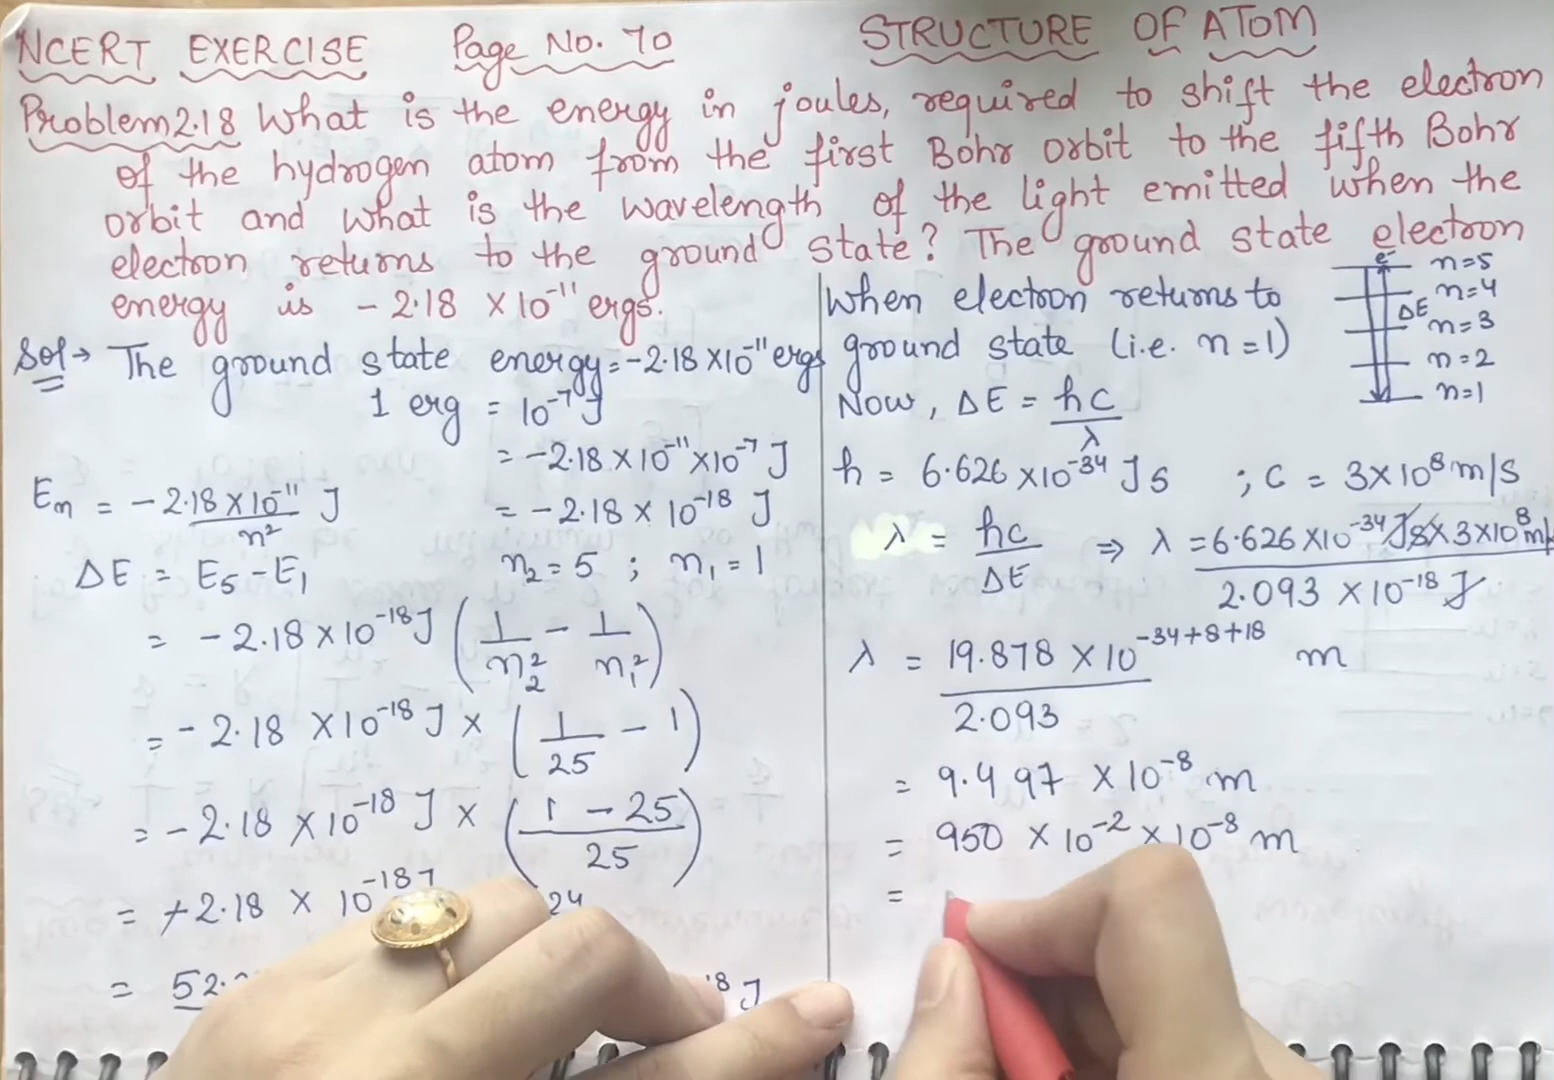 NCERT EXERCISE Page No. 70 STRUCTURE OF ATOM
Problem 2.18 What is the energy in joules, required to shift the electron
of the hydrogen atom from the first Bohr orbit to the fifth Bohr
orbit and what is the wavelength of the light emitted when the
electron returns to the ground state? The ground state electron
energy is - 2.18 × 10⁻¹¹ ergs.
Sol→ The ground state energy = -2.18 × 10⁻¹¹ ergs
1 erg = 10⁻⁷ J
= -2.18 × 10⁻¹¹ × 10⁻⁷ J
Eₙ = -2.18 × 10⁻¹¹ / n² J
= -2.18 × 10⁻¹⁸ J
ΔE = E₅ - E₁
n₂ = 5 ; n₁ = 1
= -2.18 × 10⁻¹⁸ J (1/n₂² - 1/n₁²)
= -2.18 × 10⁻¹⁸ J × (1/25 - 1)
= -2.18 × 10⁻¹⁸ J × (1 - 25 / 25)
= +2.18 × 10⁻¹⁸ J 24
= 52. J
When electron returns to
ground state (i.e. n = 1)
e⁻ n=5
n=4
ΔE n=3
n=2
n=1
Now, ΔE = hc/λ
h = 6.626 × 10⁻³⁴ Js ; c = 3 × 10⁸ m/s
λ = hc/ΔE ⇒ λ = 6.626 × 10⁻³⁴ Js × 3 × 10⁸ m/ / 2.093 × 10⁻¹⁸ J
λ = 19.878 × 10⁻³⁴⁺⁸⁺¹⁸ / 2.093 m
= 9.497 × 10⁻⁸ m
= 950 × 10⁻² × 10⁻⁸ m
=